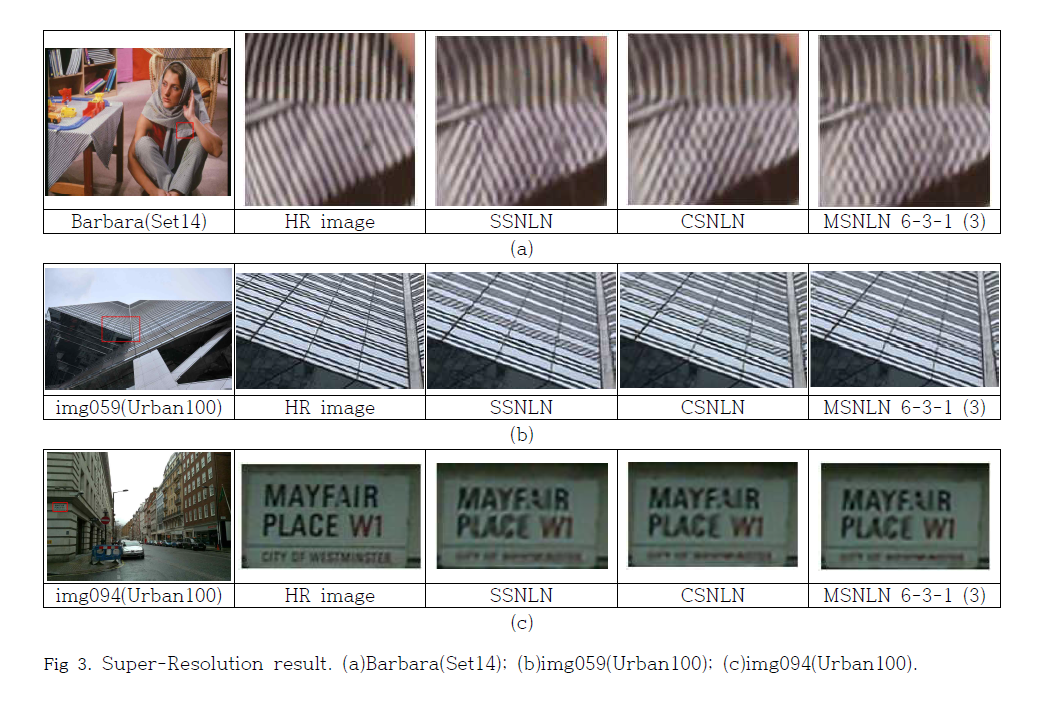 Barbara(Set14) HR image SSNLN CSNLN MSNLN 6-3-1 (3)
(a)
img059(Urban100) HR image SSNLN CSNLN MSNLN 6-3-1 (3)
(b)
MAYFAIR MAYFAIR MAYFAIR MAYFAIR
PLACE W1 PLACE W1 PLACE W1 PLACE W1
CITY OF WESTMINSTER CITY OF WESTMINSTER
img094(Urban100) HR image SSNLN CSNLN MSNLN 6-3-1 (3)
(c)
Fig 3. Super-Resolution result. (a)Barbara(Set14); (b)img059(Urban100); (c)img094(Urban100).